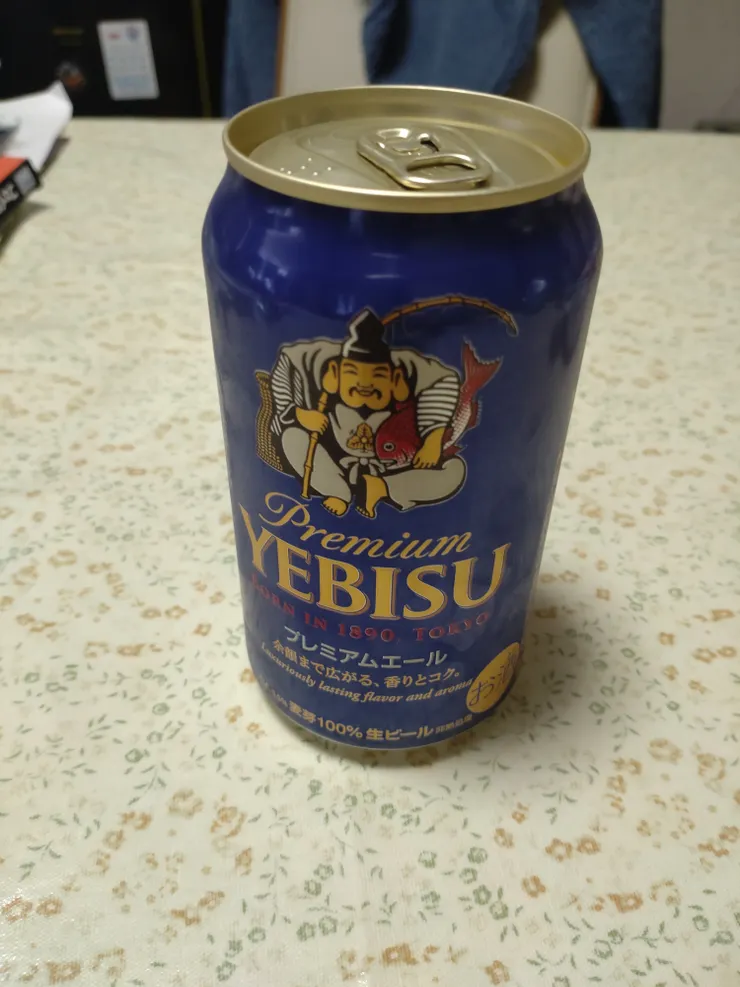 Premium
YEBISU
BORN IN 1890, TOKYO
プレミアムエール
余韻まで広がる、香りとコク。
Luxuriously lasting flavor and aroma
お酒
麦芽100% 生ビール